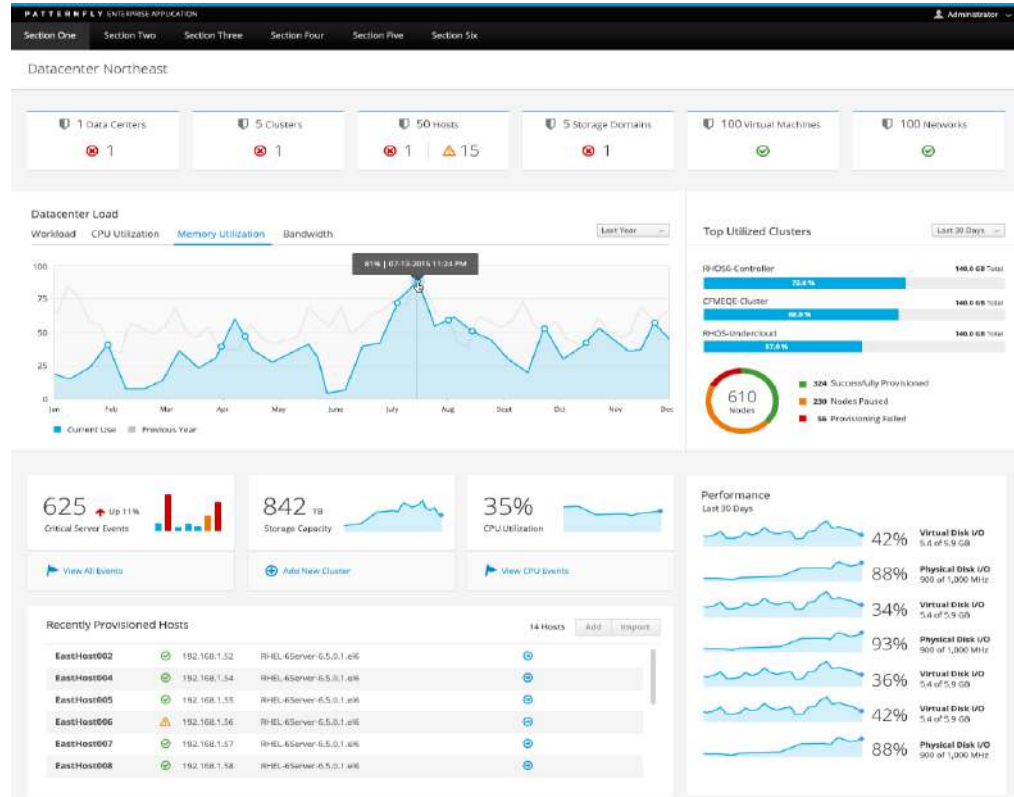 PATTERNFLY ENTERPRISE APPLICATION
Administrator
Section One Section Two Section Three Section Four Section Five Section Six
Datacenter Northeast
1 Data Centers
1
5 Clusters
1
50 Hosts
1 15
5 Storage Domains
1
100 Virtual Machines
100 Networks
Datacenter Load
Workload CPU Utilization Memory Utilization Bandwidth
Last Year
81% | 07-13-2015 11:24 PM
100
75
50
25
0
Jan Feb Mar Apr May June July Aug Sept Oct Nov Dec
Current Use Previous Year
Top Utilized Clusters
Last 30 Days
RHOS6-Controller 140.0 GB Total
CFMEQE-Cluster 140.0 GB Total
RHOS-Undercloud 140.0 GB Total
610
Nodes
324 Successfully Provisioned
230 Nodes Paused
56 Provisioning Failed
625 Up 11%
Critical Server Events
View All Events
842 TB
Storage Capacity
Add New Cluster
35%
CPU Utilization
View CPU Events
Recently Provisioned Hosts
14 Hosts Add Import
EastHost002 192.168.1.52 RHEL-6Server-6.5.0.1.el6
EastHost004 192.168.1.54 RHEL-6Server-6.5.0.1.el6
EastHost005 192.168.1.55 RHEL-6Server-6.5.0.1.el6
EastHost006 192.168.1.56 RHEL-6Server-6.5.0.1.el6
EastHost007 192.168.1.57 RHEL-6Server-6.5.0.1.el6
EastHost008 192.168.1.58 RHEL-6Server-6.5.0.1.el6
Performance
Last 30 Days
42% Virtual Disk I/O
5.4 of 5.9 GB
88% Physical Disk I/O
900 of 1,000 MHz
34% Virtual Disk I/O
5.4 of 5.9 GB
93% Physical Disk I/O
900 of 1,000 MHz
36% Virtual Disk I/O
5.4 of 5.9 GB
42% Virtual Disk I/O
5.4 of 5.9 GB
88% Physical Disk I/O
900 of 1,000 MHz